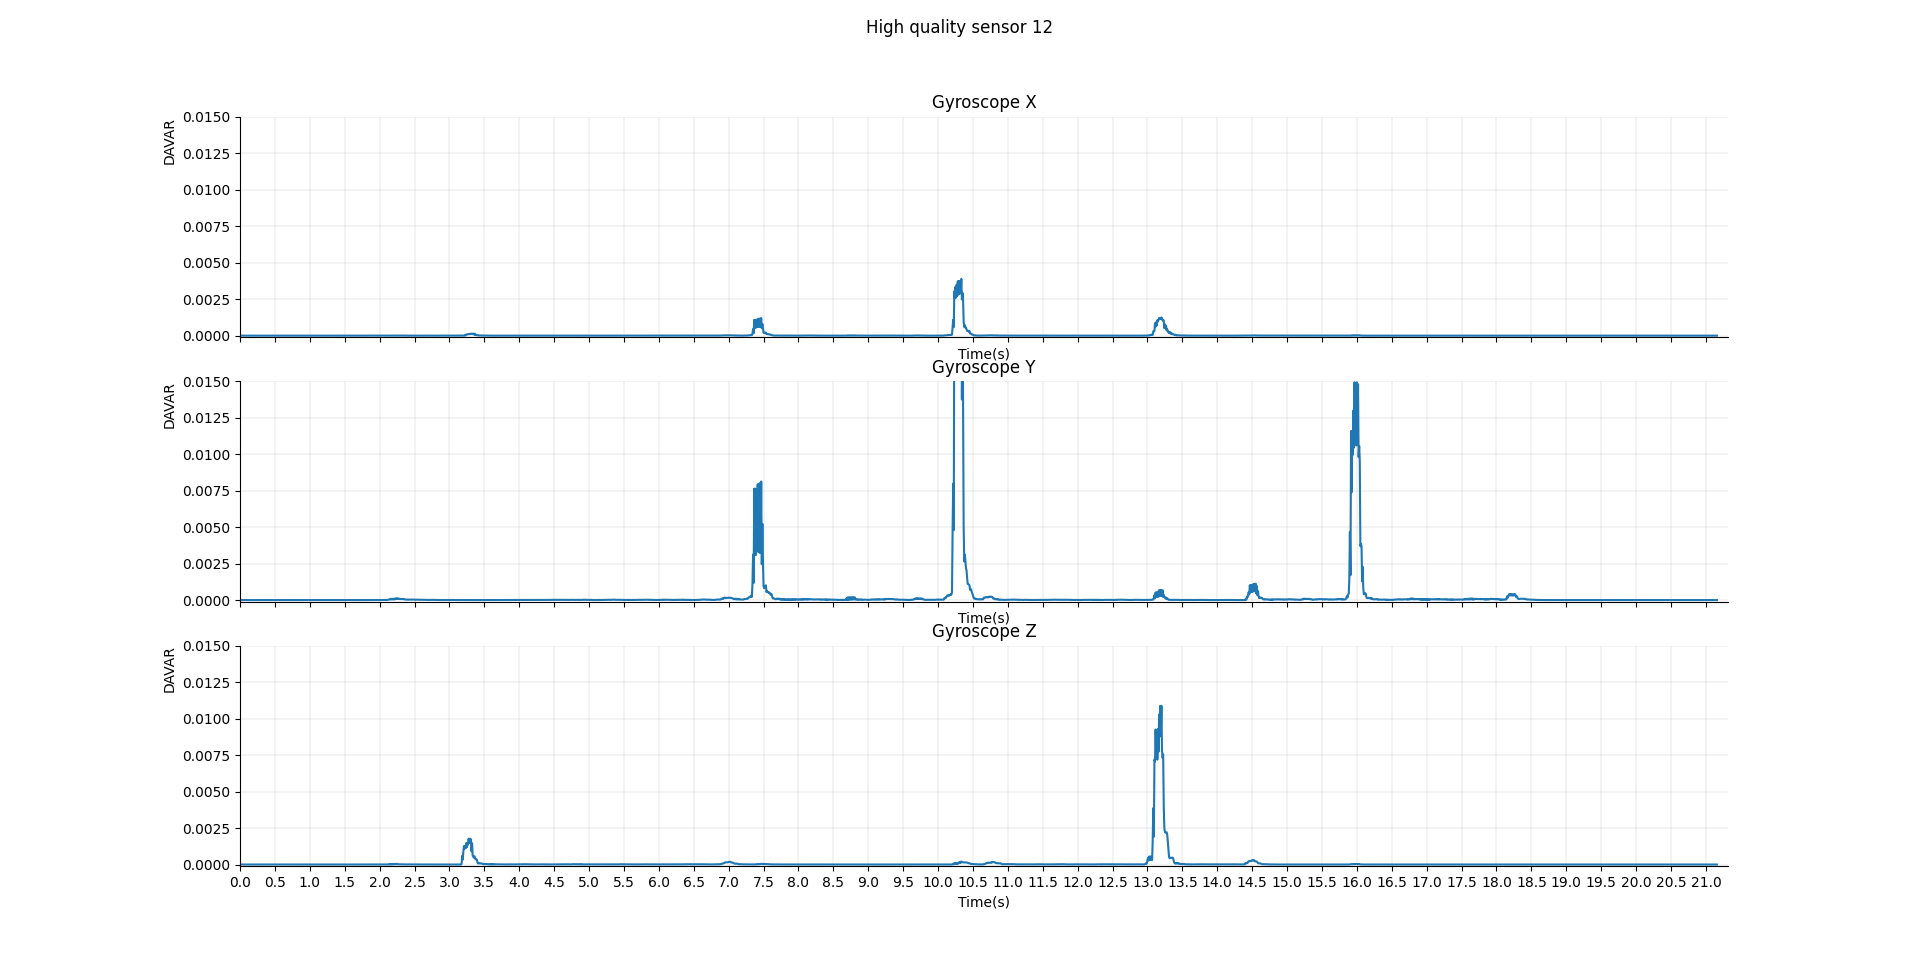 High quality sensor 12
Gyroscope X
DAVAR
0.0150
0.0125
0.0100
0.0075
0.0050
0.0025
0.0000
Time(s)
Gyroscope Y
DAVAR
0.0150
0.0125
0.0100
0.0075
0.0050
0.0025
0.0000
Time(s)
Gyroscope Z
DAVAR
0.0150
0.0125
0.0100
0.0075
0.0050
0.0025
0.0000
0.0 0.5 1.0 1.5 2.0 2.5 3.0 3.5 4.0 4.5 5.0 5.5 6.0 6.5 7.0 7.5 8.0 8.5 9.0 9.5 10.0 10.5 11.0 11.5 12.0 12.5 13.0 13.5 14.0 14.5 15.0 15.5 16.0 16.5 17.0 17.5 18.0 18.5 19.0 19.5 20.0 20.5 21.0
Time(s)